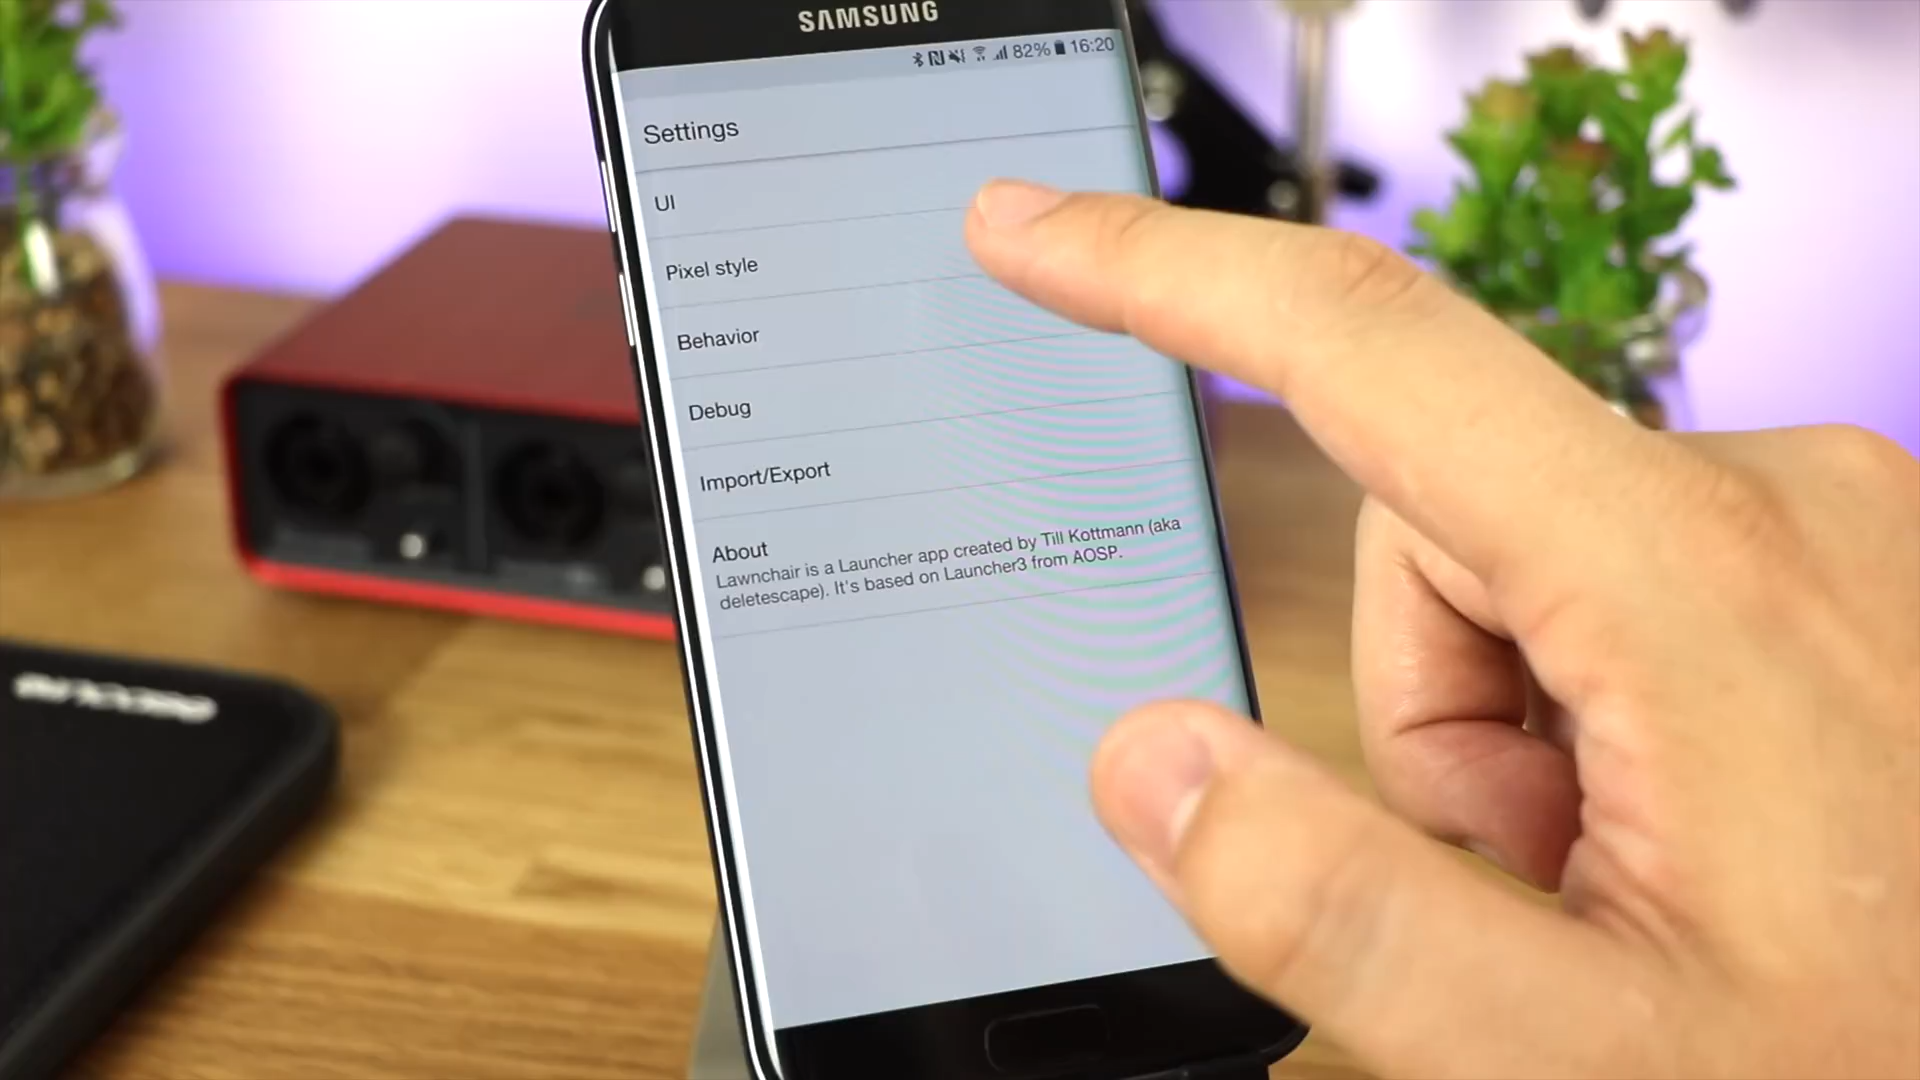 SAMSUNG
82% 16:20
Settings
UI
Pixel style
Behavior
Debug
Import/Export
About
Lawnchair is a Launcher app created by Till Kottmann (aka
deletescape). It's based on Launcher3 from AOSP.